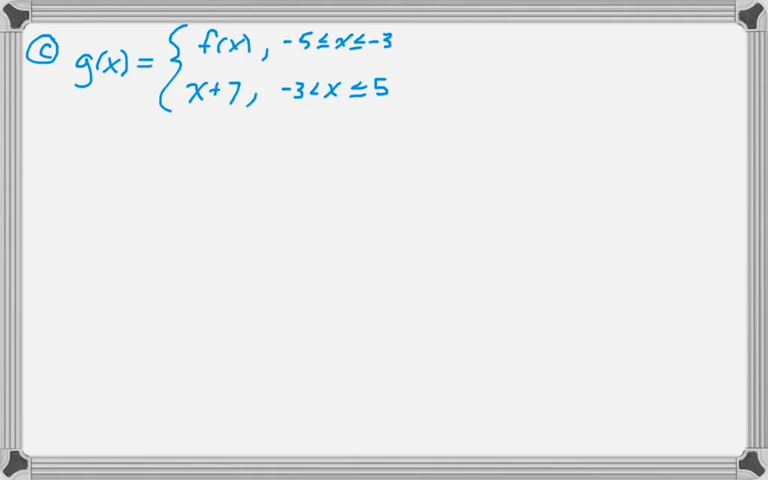 ⓒ g(x) = { f(x), -5 ≤ x ≤ -3
x+7, -3 < x ≤ 5